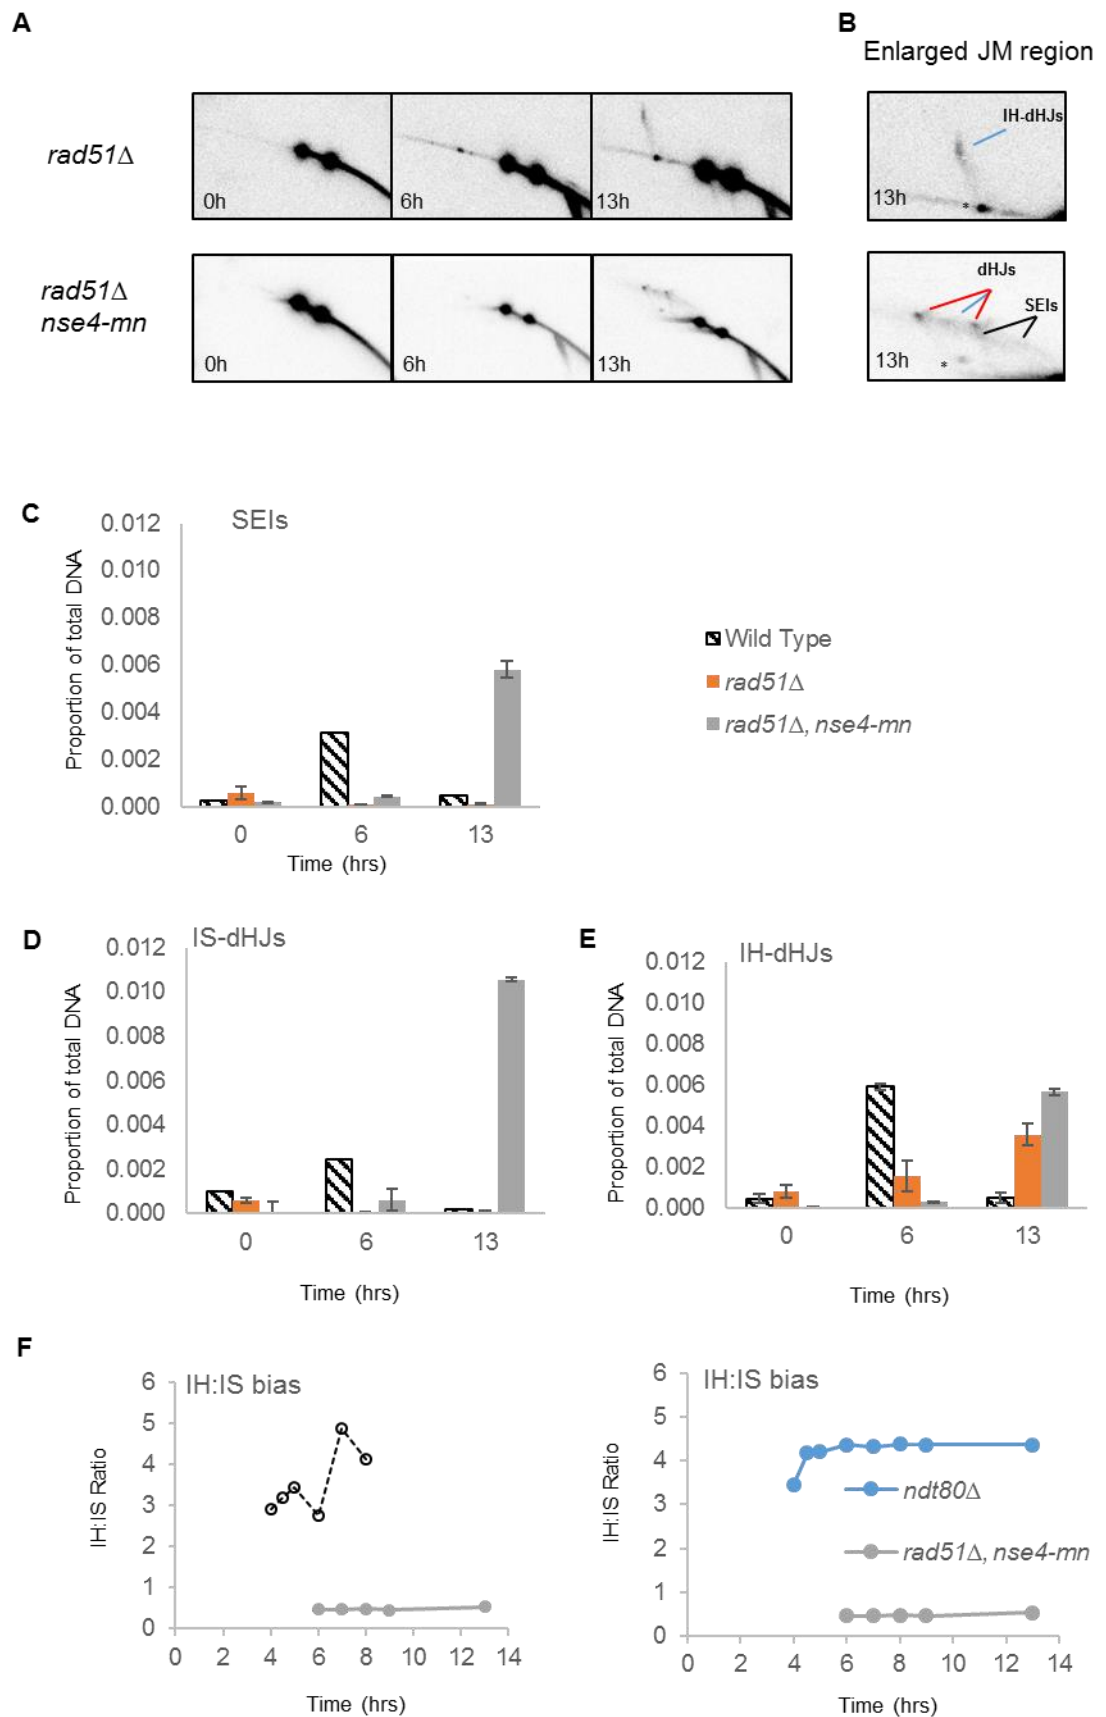 A
B
Enlarged JM region
rad51Δ
0h
6h
13h
IH-dHJs
13h
*
rad51Δ
nse4-mn
0h
6h
13h
dHJs
SEIs
13h
*
C
SEIs
Proportion of total DNA
0.012
0.010
0.008
0.006
0.004
0.002
0.000
0
6
13
Time (hrs)
Wild Type
rad51Δ
rad51Δ, nse4-mn
D
IS-dHJs
Proportion of total DNA
0.012
0.010
0.008
0.006
0.004
0.002
0.000
0
6
13
Time (hrs)
E
IH-dHJs
Proportion of total DNA
0.012
0.010
0.008
0.006
0.004
0.002
0.000
0
6
13
Time (hrs)
F
IH:IS bias
IH:IS Ratio
6
5
4
3
2
1
0
0 2 4 6 8 10 12 14
Time (hrs)
IH:IS bias
IH:IS Ratio
6
5
4
3
2
1
0
ndt80Δ
rad51Δ, nse4-mn
0 2 4 6 8 10 12 14
Time (hrs)